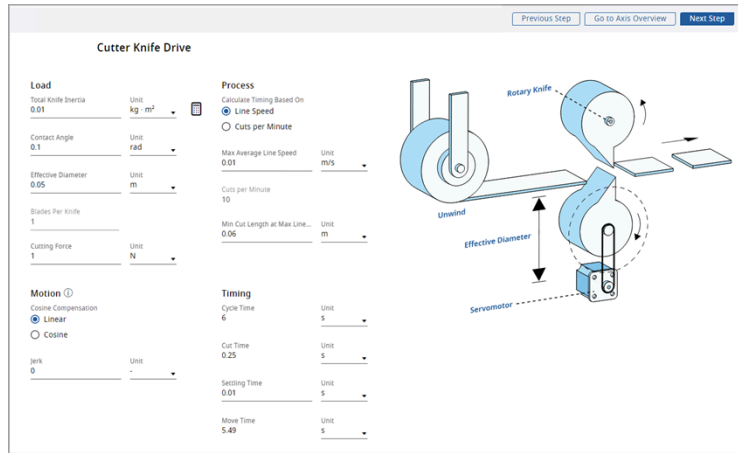 Previous Step
Go to Axis Overview
Next Step
Cutter Knife Drive
Load
Total Knife Inertia
Unit
0.01
kg · m²
Contact Angle
Unit
0.1
rad
Effective Diameter
Unit
0.05
m
Blades Per Knife
1
Cutting Force
Unit
1
N
Motion ⓘ
Cosine Compensation
Linear
Cosine
Jerk
Unit
0
-
Process
Calculate Timing Based On
Line Speed
Cuts per Minute
Max Average Line Speed
Unit
0.01
m/s
Cuts per Minute
10
Min Cut Length at Max Line...
Unit
0.06
m
Timing
Cycle Time
Unit
6
s
Cut Time
Unit
0.25
s
Settling Time
Unit
0.01
s
Move Time
Unit
5.49
s
Rotary Knife
Unwind
Effective Diameter
Servomotor